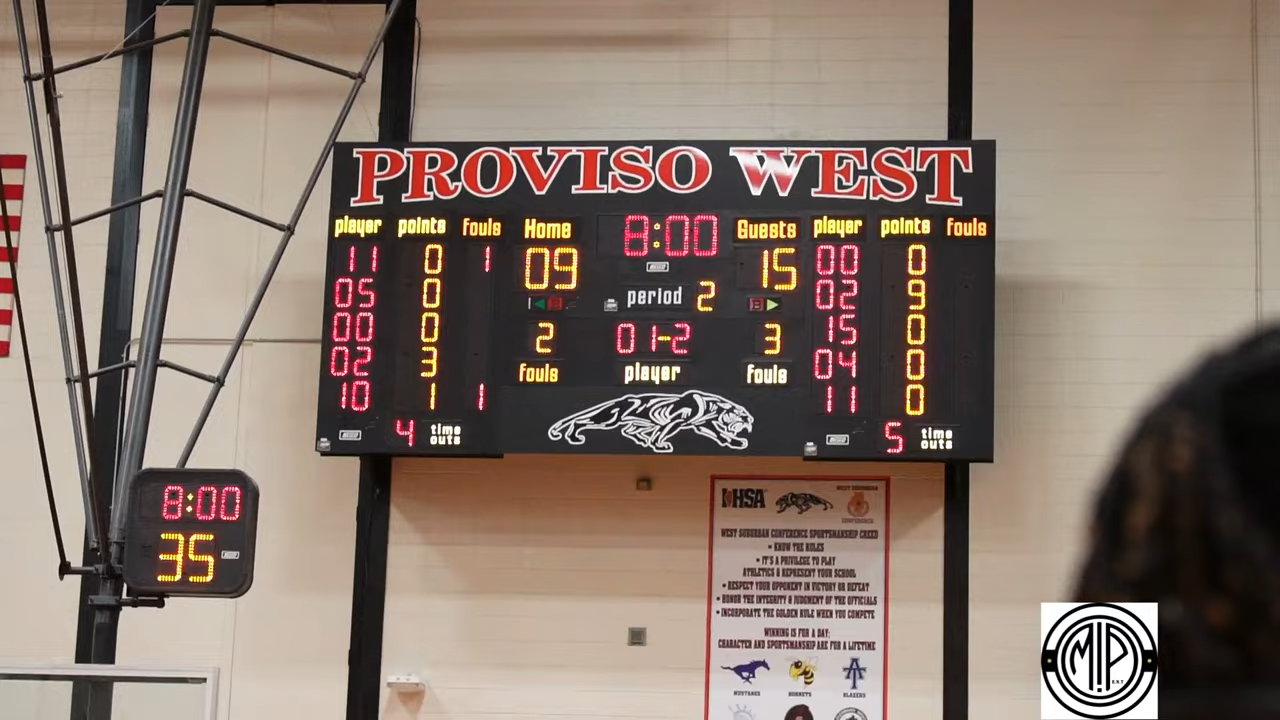 PROVISO WEST
player points fouls Home 8:00 Guests player points fouls
11 0 1 09 15 00 0
05 0 period 2 02 9
00 0 2 01-2 3 15 0
02 3 fouls player fouls 04 0
10 1 1 11 0
4 time outs 5 time outs
8:00
35
IHSA WEST SUBURBAN CONFERENCE
WEST SUBURBAN CONFERENCE SPORTSMANSHIP CREED
• KNOW THE RULES
• IT'S A PRIVILEGE TO PLAY
ATHLETICS & REPRESENT YOUR SCHOOL
• RESPECT YOUR OPPONENT IN VICTORY OR DEFEAT
• HONOR THE INTEGRITY & JUDGMENT OF THE OFFICIALS
• INCORPORATE THE GOLDEN RULE WHEN YOU COMPETE
WINNING IS FOR A DAY:
CHARACTER AND SPORTSMANSHIP ARE FOR A LIFETIME
MUSTANGS HORNETS BLAZERS
M!P
EST.